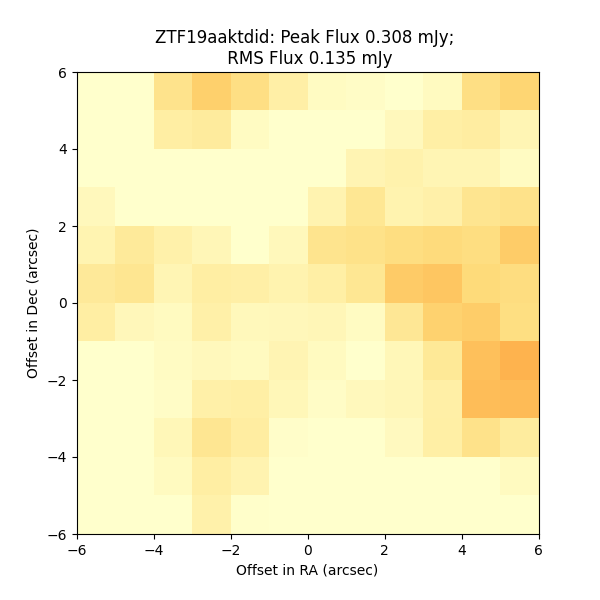 ZTF19aaktdid: Peak Flux 0.308 mJy;
RMS Flux 0.135 mJy
6
4
2
0
−2
−4
−6
Offset in Dec (arcsec)
−6 −4 −2 0 2 4 6
Offset in RA (arcsec)